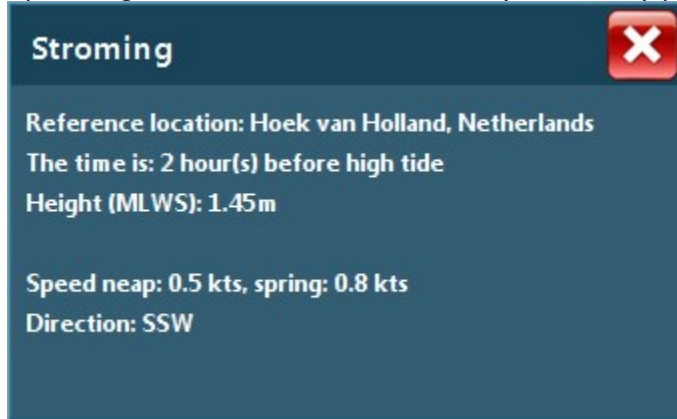 Stroming
Reference location: Hoek van Holland, Netherlands
The time is: 2 hour(s) before high tide
Height (MLWS): 1.45m
Speed neap: 0.5 kts, spring: 0.8 kts
Direction: SSW